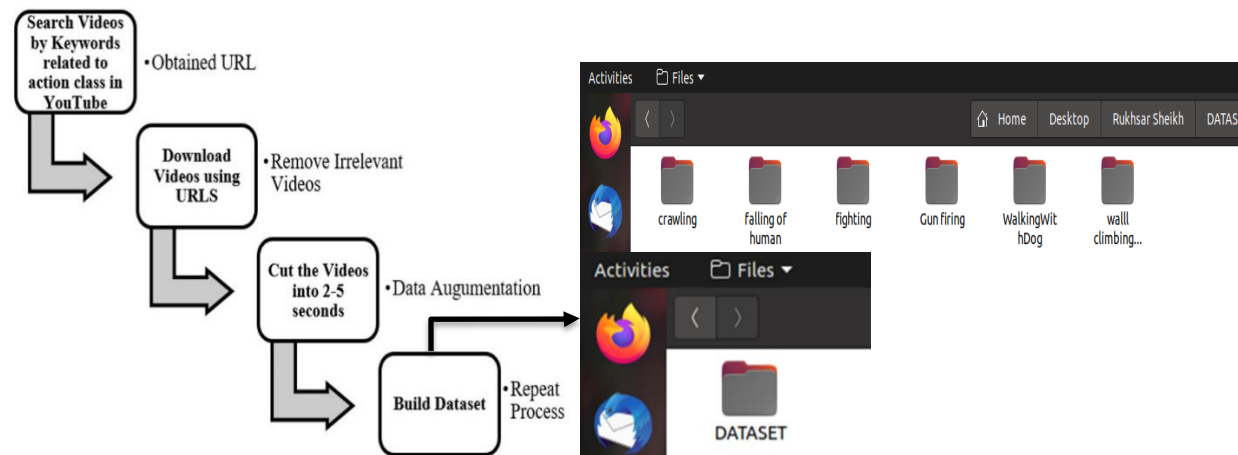 Search Videos
by Keywords
related to
action class in
YouTube
•Obtained URL
Download
Videos using
URLS
•Remove Irrelevant
Videos
Cut the Videos
into 2-5
seconds
•Data Augumentation
Build Dataset
•Repeat
Process
Activities Files
Home Desktop Rukhsar Sheikh DATAS
crawling
falling of
human
fighting
Gun firing
WalkingWit
hDog
walll
climbing...
Activities Files
DATASET